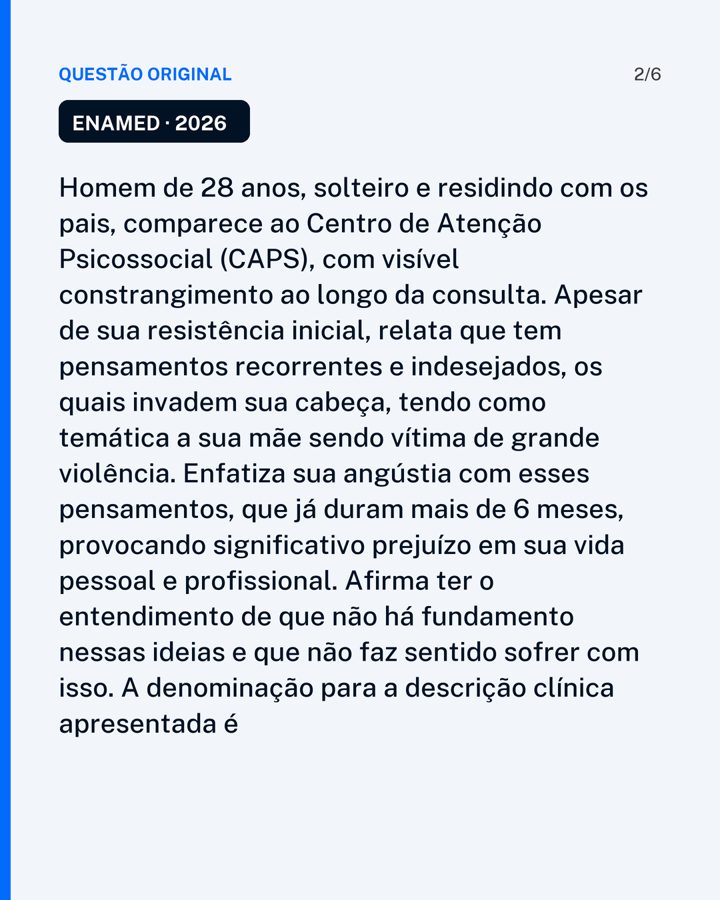 QUESTÃO ORIGINAL
2/6
ENAMED · 2026
Homem de 28 anos, solteiro e residindo com os
pais, comparece ao Centro de Atenção
Psicossocial (CAPS), com visível
constrangimento ao longo da consulta. Apesar
de sua resistência inicial, relata que tem
pensamentos recorrentes e indesejados, os
quais invadem sua cabeça, tendo como
temática a sua mãe sendo vítima de grande
violência. Enfatiza sua angústia com esses
pensamentos, que já duram mais de 6 meses,
provocando significativo prejuízo em sua vida
pessoal e profissional. Afirma ter o
entendimento de que não há fundamento
nessas ideias e que não faz sentido sofrer com
isso. A denominação para a descrição clínica
apresentada é